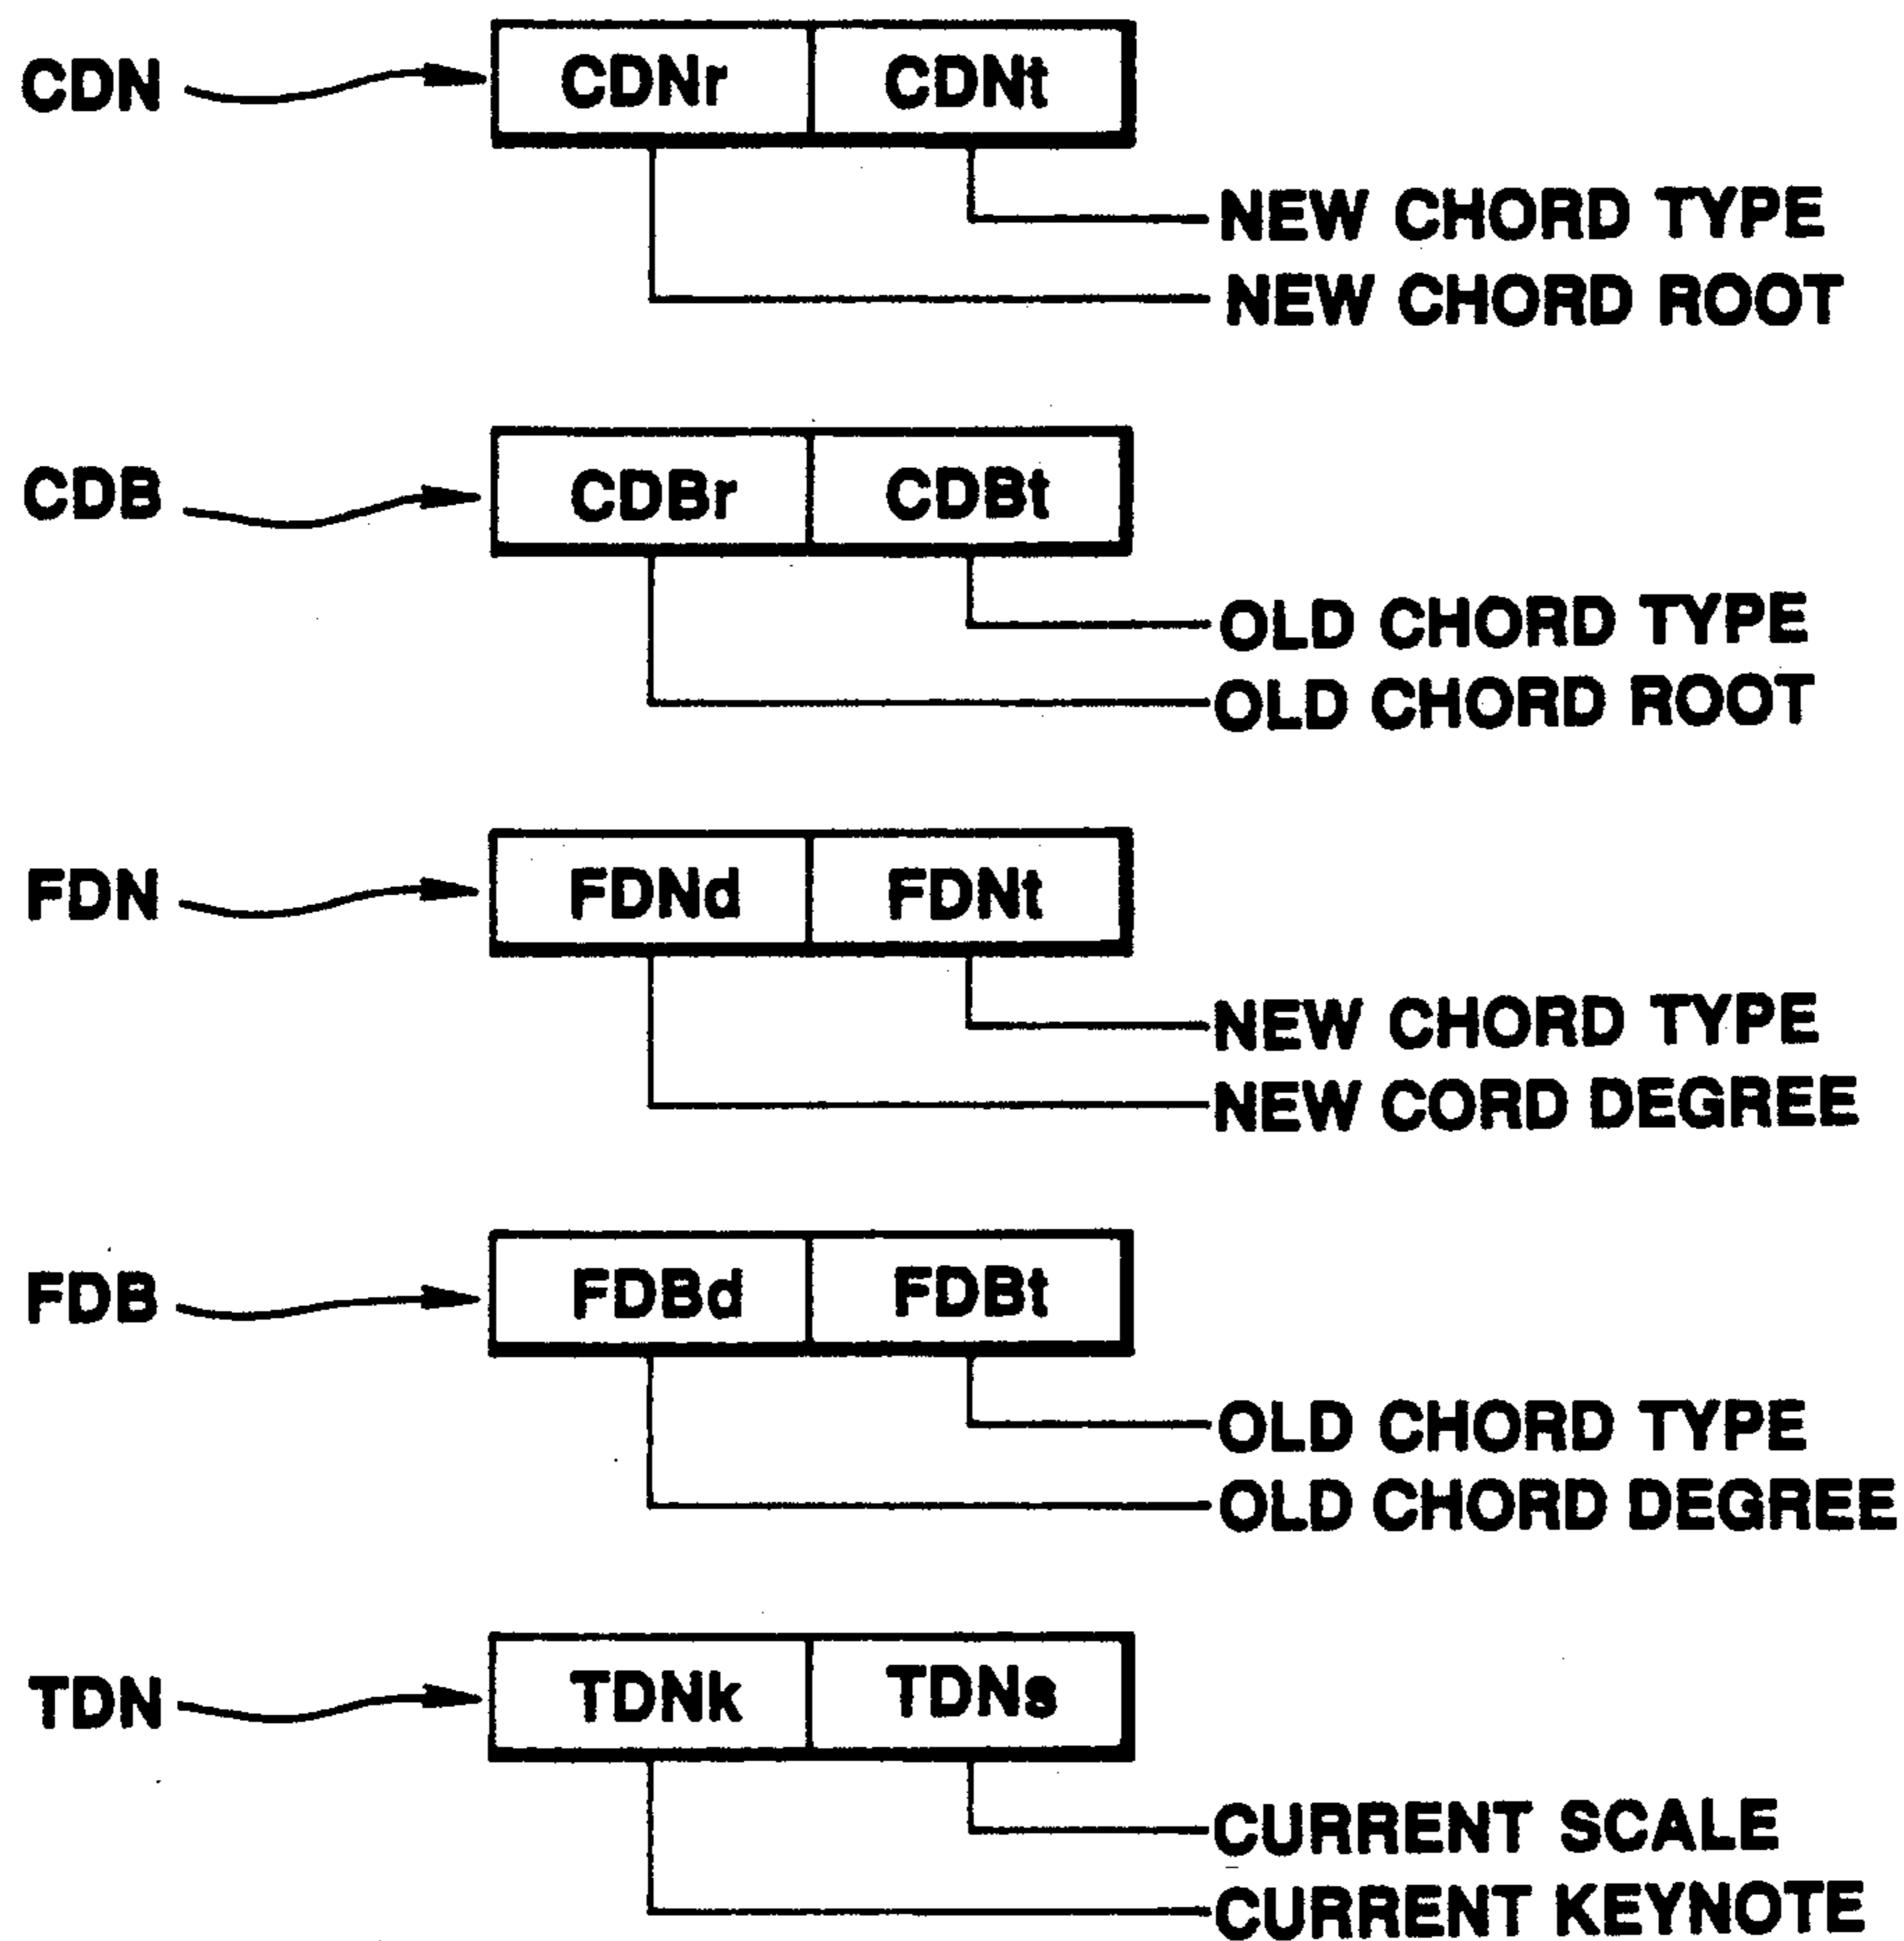 CDN CDNr CDNt
NEW CHORD TYPE
NEW CHORD ROOT
CDB CDBr CDBt
OLD CHORD TYPE
OLD CHORD ROOT
FDN FDNd FDNt
NEW CHORD TYPE
NEW CORD DEGREE
FDB FDBd FDBt
OLD CHORD TYPE
OLD CHORD DEGREE
TDN TDNk TDNs
CURRENT SCALE
CURRENT KEYNOTE